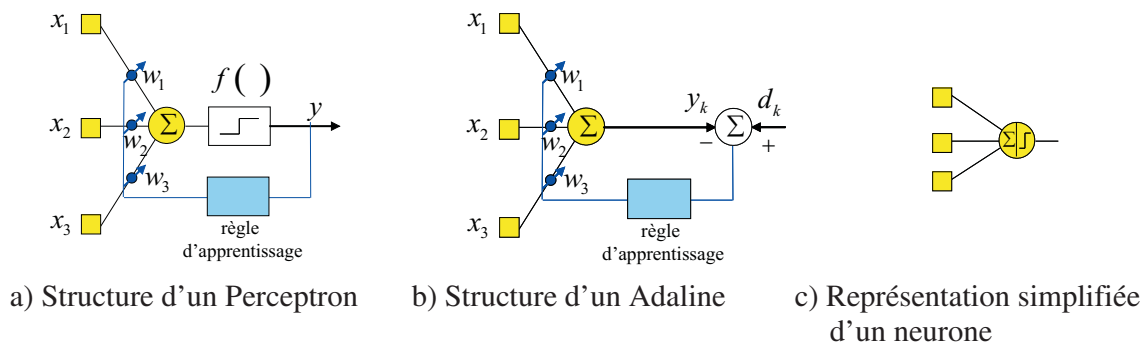 x1
w1
f ( )
y
x2
Σ
w2
w3
x3
règle
d'apprentissage
a) Structure d'un Perceptron
x1
w1
yk
dk
x2
Σ
Σ
w2
−
+
w3
x3
règle
d'apprentissage
b) Structure d'un Adaline
Σ
c) Représentation simplifiée
d'un neurone